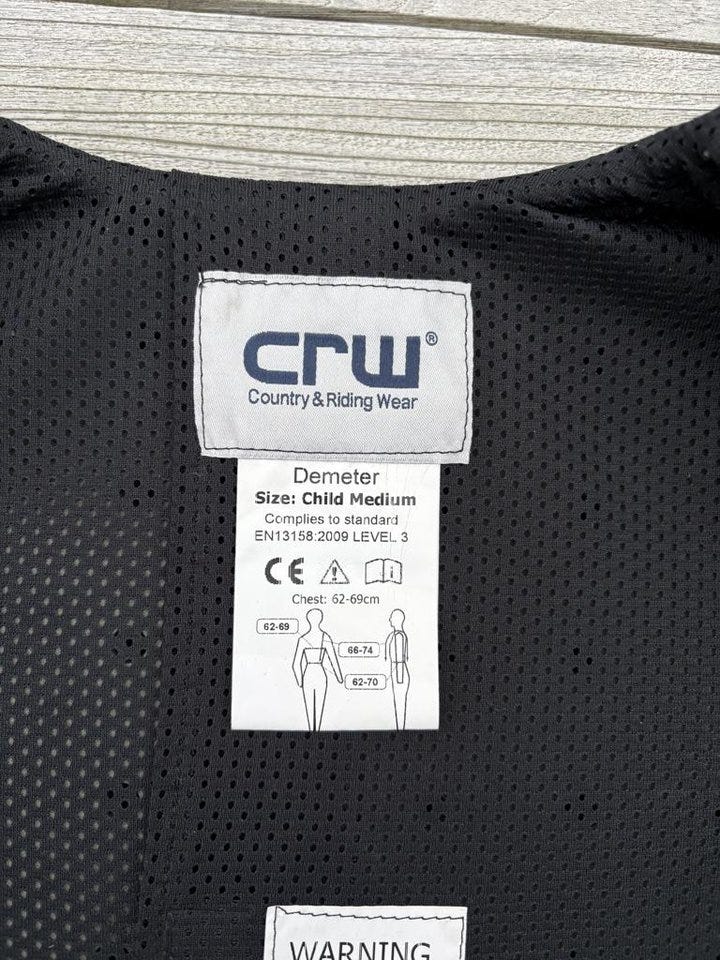 crw®
Country & Riding Wear
Demeter
Size: Child Medium
Complies to standard
EN13158:2009 LEVEL 3
CE
Chest: 62-69cm
62-69
66-74
62-70
WARNING